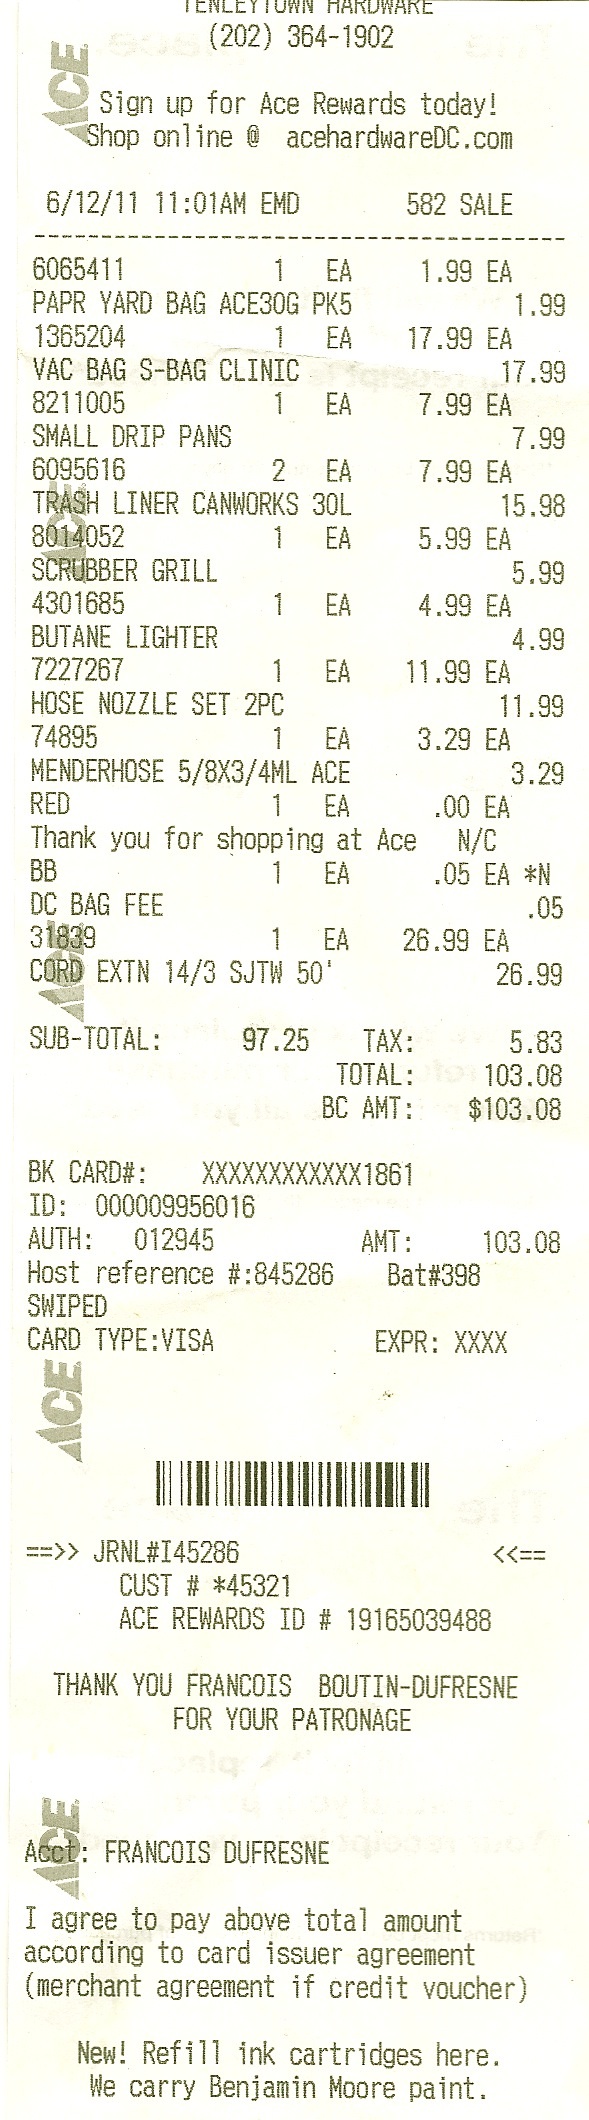 TENLEYTOWN HARDWARE
(202) 364-1902
ACE
Sign up for Ace Rewards today!
Shop online @ acehardwareDC.com
6/12/11 11:01AM EMD 582 SALE
----------------------------------------
6065411 1 EA 1.99 EA
PAPR YARD BAG ACE30G PK5 1.99
1365204 1 EA 17.99 EA
VAC BAG S-BAG CLINIC 17.99
8211005 1 EA 7.99 EA
SMALL DRIP PANS 7.99
6095616 2 EA 7.99 EA
TRASH LINER CANWORKS 30L 15.98
ACE
8014052 1 EA 5.99 EA
SCRUBBER GRILL 5.99
4301685 1 EA 4.99 EA
BUTANE LIGHTER 4.99
7227267 1 EA 11.99 EA
HOSE NOZZLE SET 2PC 11.99
74895 1 EA 3.29 EA
MENDERHOSE 5/8X3/4ML ACE 3.29
RED 1 EA .00 EA
Thank you for shopping at Ace N/C
BB 1 EA .05 EA *N
DC BAG FEE .05
31839 1 EA 26.99 EA
ACE
CORD EXTN 14/3 SJTW 50' 26.99
SUB-TOTAL: 97.25 TAX: 5.83
TOTAL: 103.08
BC AMT: $103.08
BK CARD#: XXXXXXXXXXXX1861
ID: 000009956016
AUTH: 012945 AMT: 103.08
Host reference #:845286 Bat#398
SWIPED
CARD TYPE:VISA EXPR: XXXX
ACE
==>> JRNL#I45286 <<==
CUST # *45321
ACE REWARDS ID # 19165039488
THANK YOU FRANCOIS BOUTIN-DUFRESNE
FOR YOUR PATRONAGE
ACE
Acct: FRANCOIS DUFRESNE
I agree to pay above total amount
according to card issuer agreement
(merchant agreement if credit voucher)
New! Refill ink cartridges here.
We carry Benjamin Moore paint.